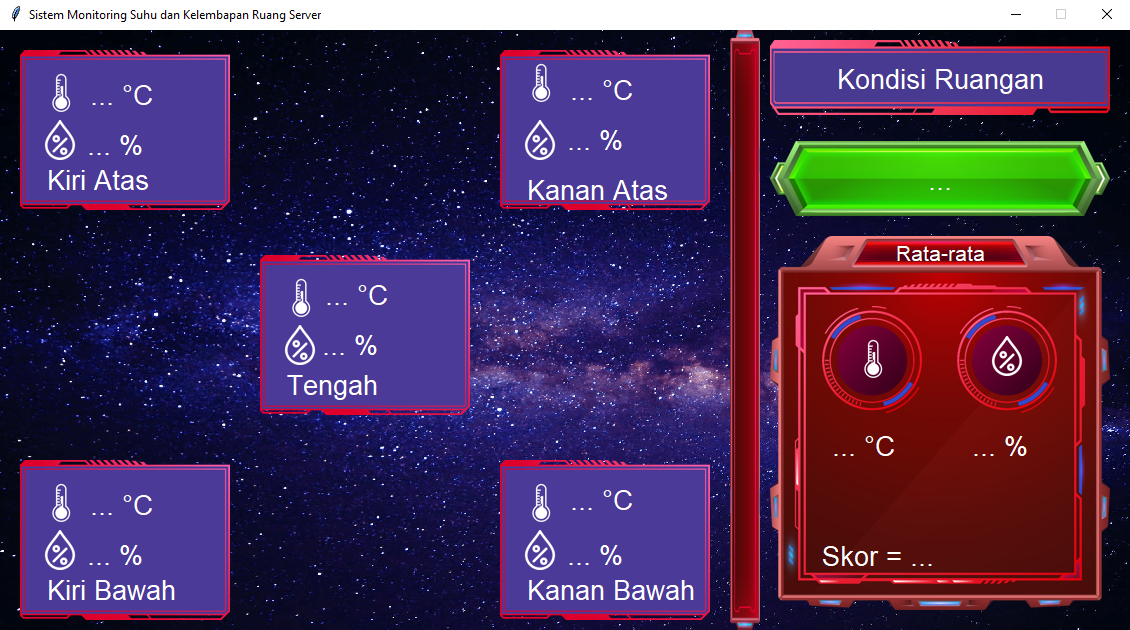 Sistem Monitoring Suhu dan Kelembapan Ruang Server
... °C
... %
Kiri Atas
... °C
... %
Kanan Atas
... °C
... %
Tengah
... °C
... %
Kiri Bawah
... °C
... %
Kanan Bawah
Kondisi Ruangan
...
Rata-rata
... °C
... %
Skor = ...